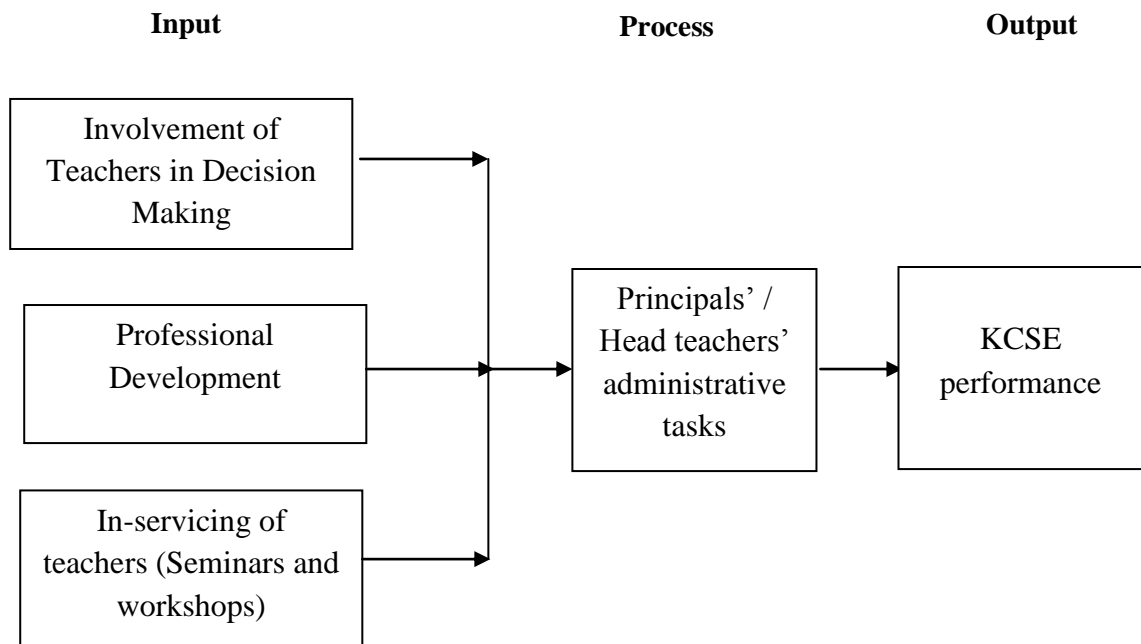 Input
Process
Output
Involvement of
Teachers in Decision
Making
Professional
Development
In-servicing of
teachers (Seminars and
workshops)
Principals’ /
Head teachers’
administrative
tasks
KCSE
performance